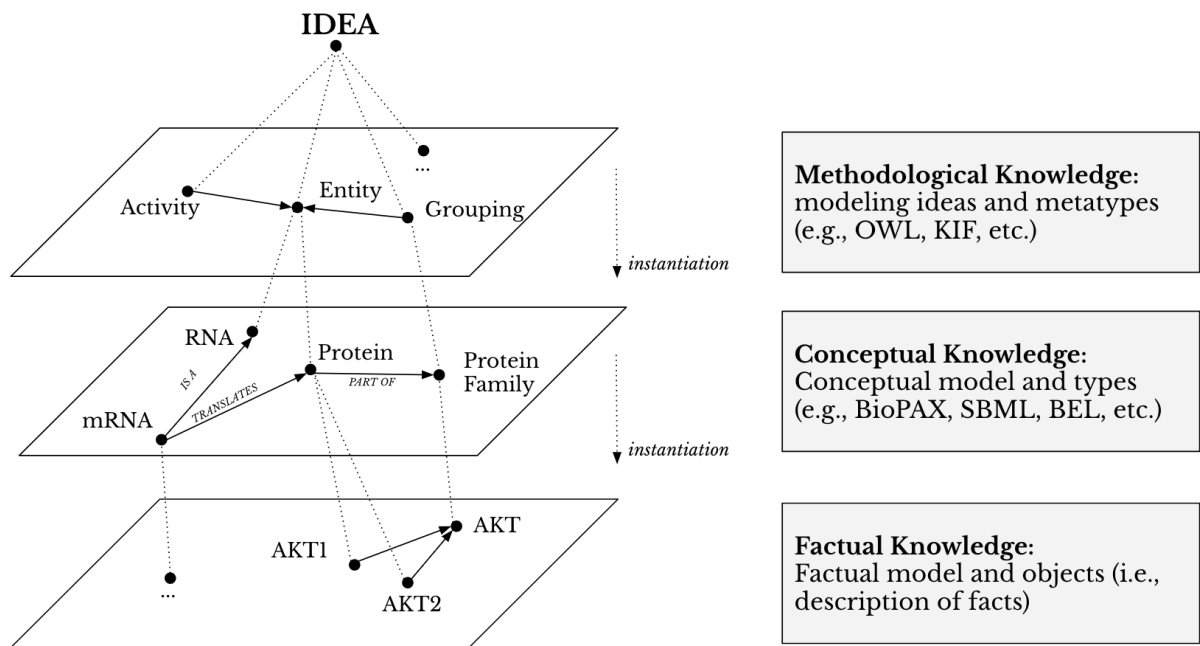 IDEA
...
Entity
Activity
Grouping
instantiation
Methodological Knowledge:
modeling ideas and metatypes
(e.g., OWL, KIF, etc.)
RNA
Protein
Protein
Family
IS A
TRANSLATES
PART OF
mRNA
instantiation
Conceptual Knowledge:
Conceptual model and types
(e.g., BioPAX, SBML, BEL, etc.)
AKT
AKT1
AKT2
...
Factual Knowledge:
Factual model and objects (i.e.,
description of facts)